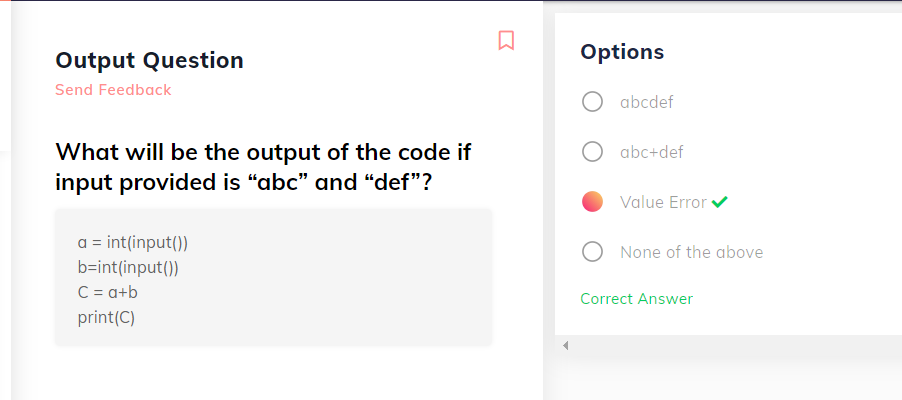 Output Question
Send Feedback
What will be the output of the code if
input provided is “abc” and “def”?
a = int(input())
b=int(input())
C = a+b
print(C)
Options
abcdef
abc+def
Value Error
None of the above
Correct Answer